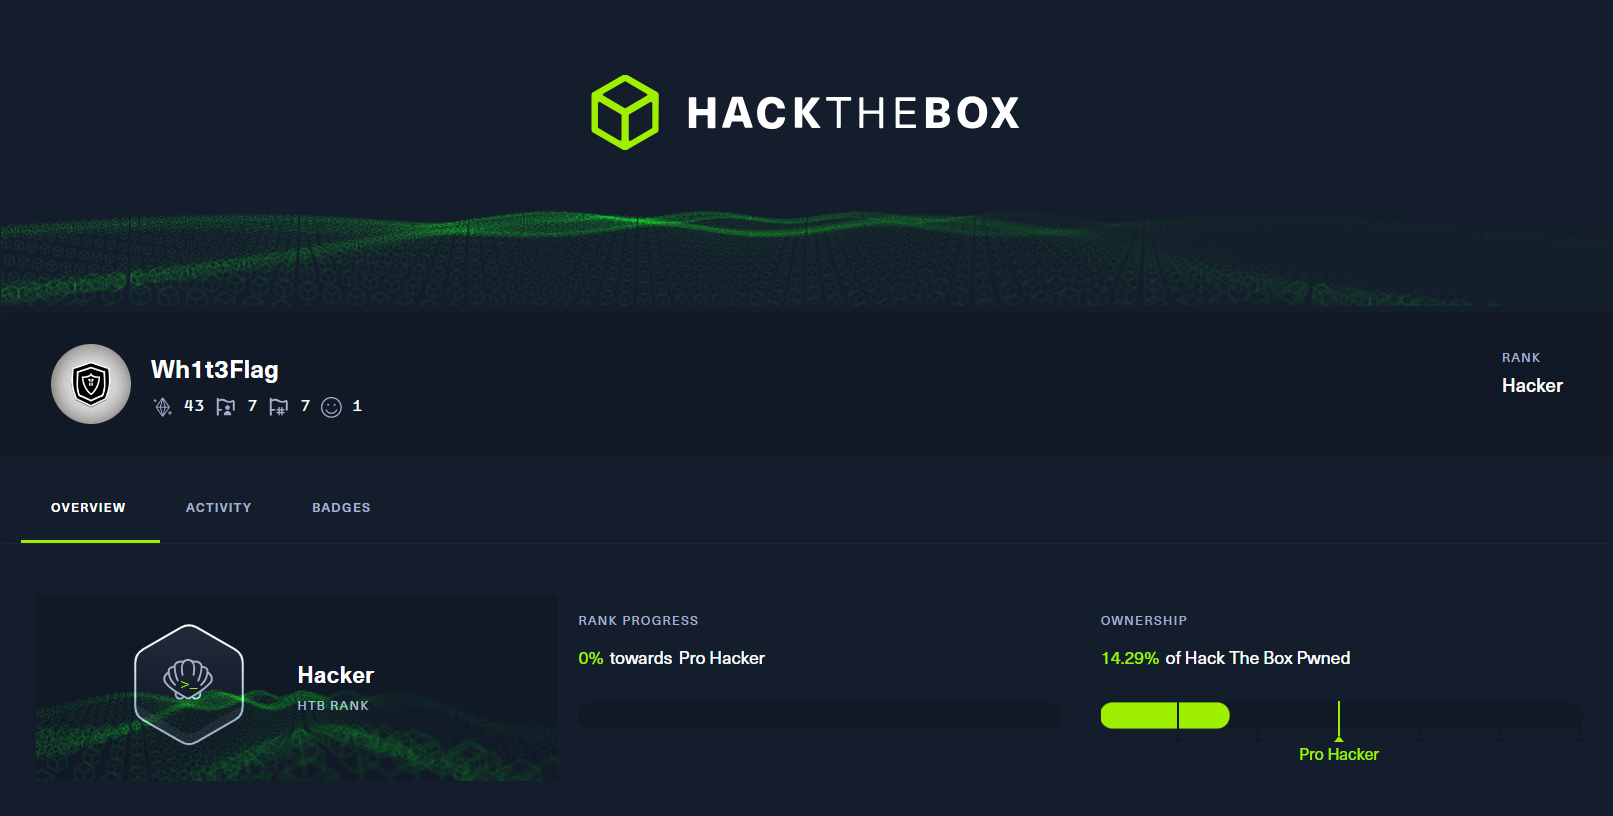 HACKTHEBOX
Wh1t3Flag
43 7 7 1
RANK
Hacker
OVERVIEW ACTIVITY BADGES
>_
Hacker
HTB RANK
RANK PROGRESS
0% towards Pro Hacker
OWNERSHIP
14.29% of Hack The Box Pwned
Pro Hacker